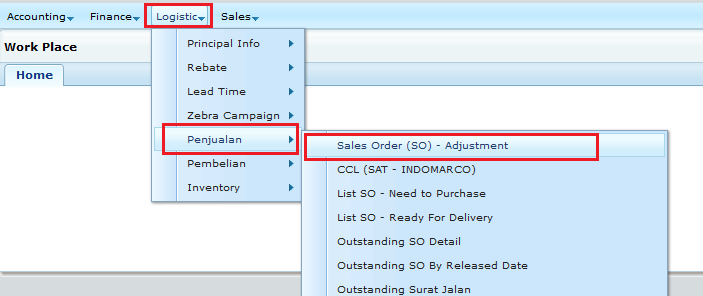 Accounting Finance Logistic Sales
Work Place
Home
Principal Info
Rebate
Lead Time
Zebra Campaign
Penjualan
Pembelian
Inventory
Sales Order (SO) - Adjustment
CCL (SAT - INDOMARCO)
List SO - Need to Purchase
List SO - Ready For Delivery
Outstanding SO Detail
Outstanding SO By Released Date
Outstanding Surat Jalan